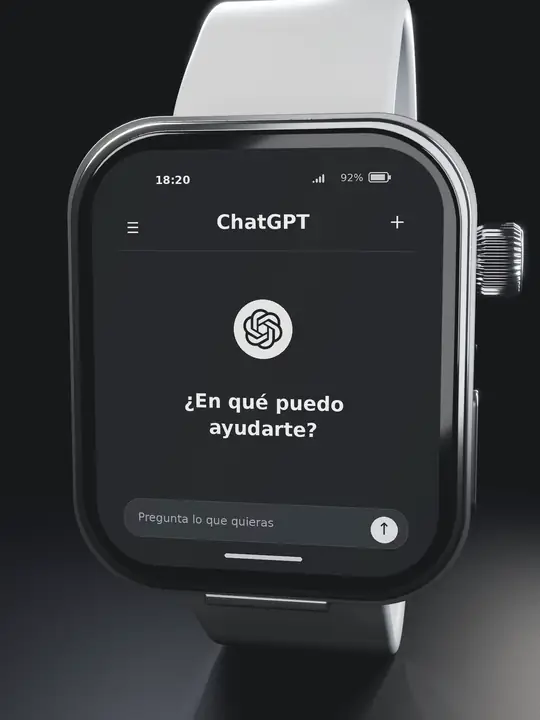 18:20
92%
ChatGPT
¿En qué puedo
ayudarte?
Pregunta lo que quieras